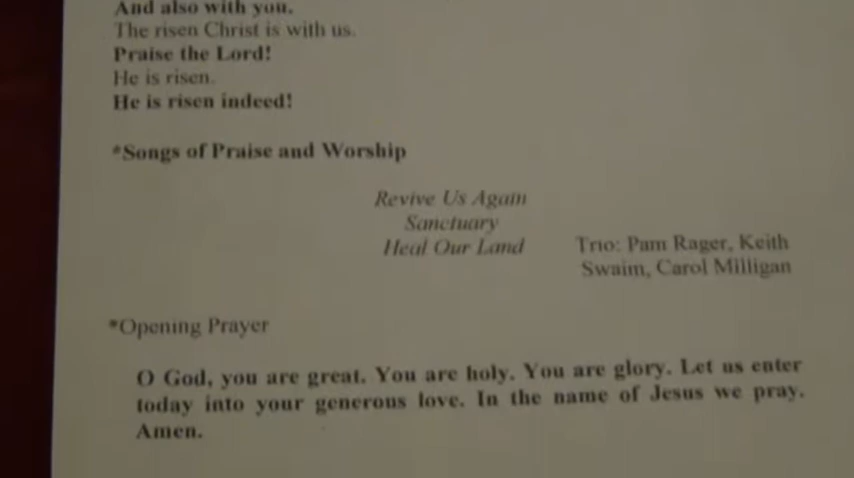 And also with you.
The risen Christ is with us.
Praise the Lord!
He is risen.
He is risen indeed!
*Songs of Praise and Worship
Revive Us Again
Sanctuary
Heal Our Land
Trio: Pam Rager, Keith
Swaim, Carol Milligan
*Opening Prayer
O God, you are great. You are holy. You are glory. Let us enter
today into your generous love. In the name of Jesus we pray.
Amen.